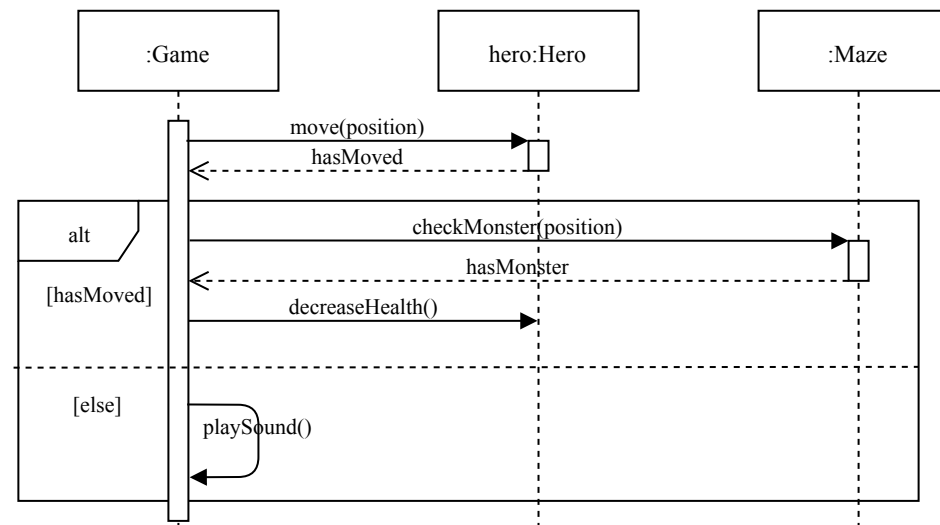 :Game
hero:Hero
:Maze
move(position)
hasMoved
alt
checkMonster(position)
hasMonster
[hasMoved]
decreaseHealth()
[else]
playSound()